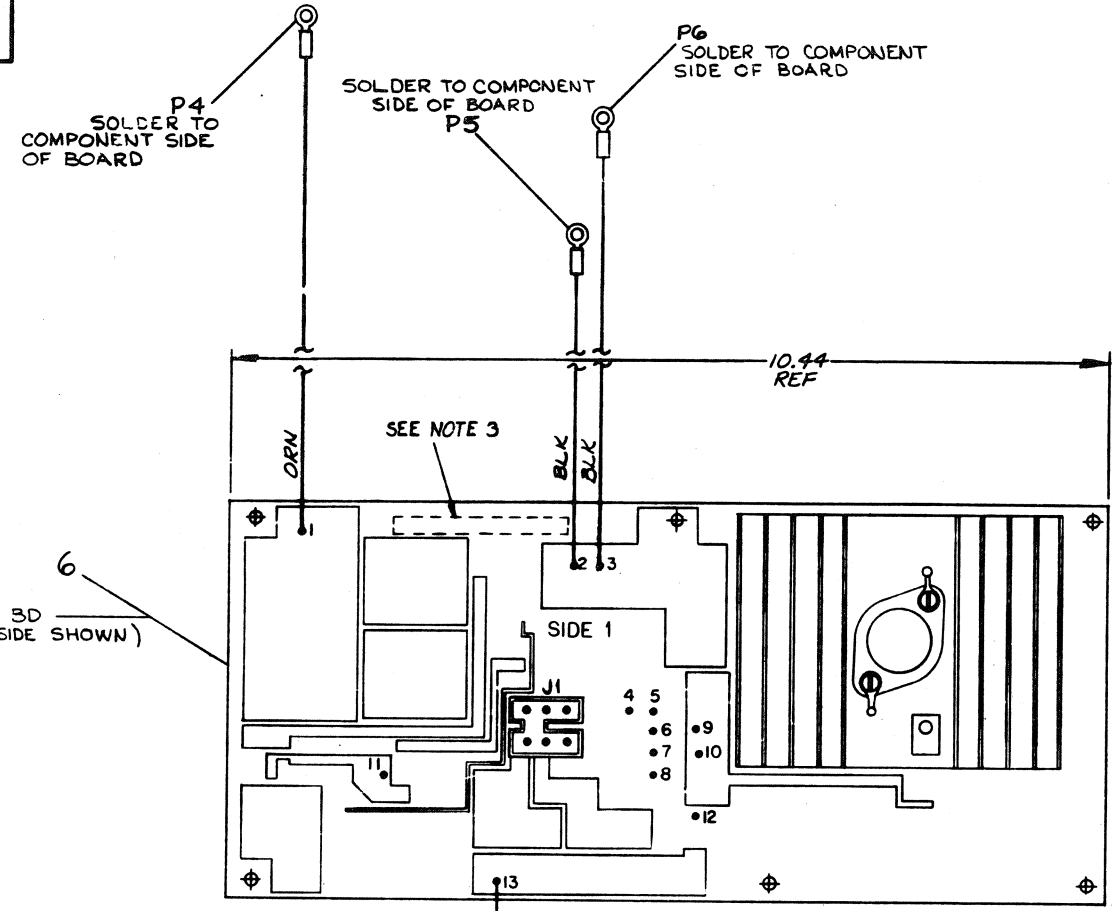 P4
SOLDER TO
COMPONENT SIDE
OF BOARD
SOLDER TO COMPONENT
SIDE OF BOARD
P5
P6
SOLDER TO COMPONENT
SIDE OF BOARD
10.44
REF
ORN
SEE NOTE 3
BLK
BLK
1
2
3
6
BD
SIDE SHOWN)
SIDE 1
J1
4
5
6
7
8
9
10
11
12
13